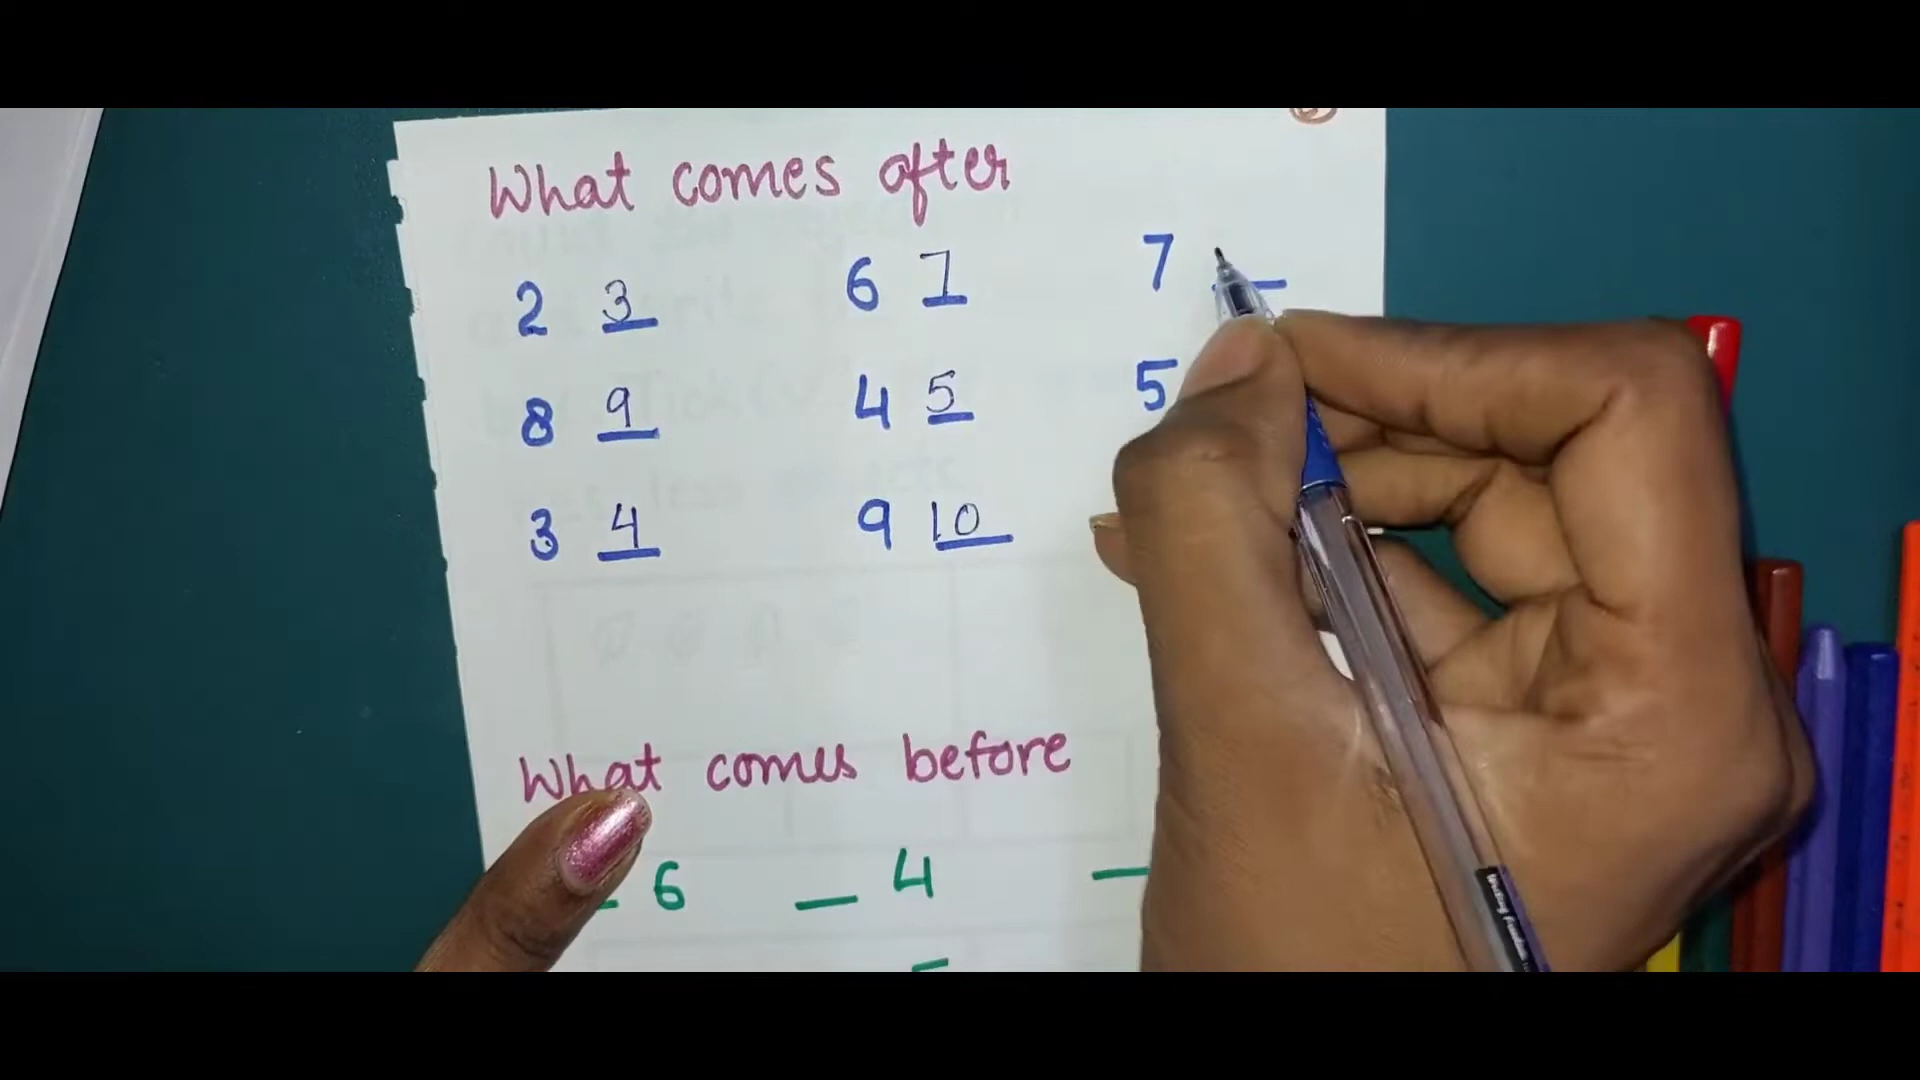 What comes after
2 3 6 7 7 _
8 9 4 5 5
3 4 9 10
What comes before
_ 6 _ 4 _